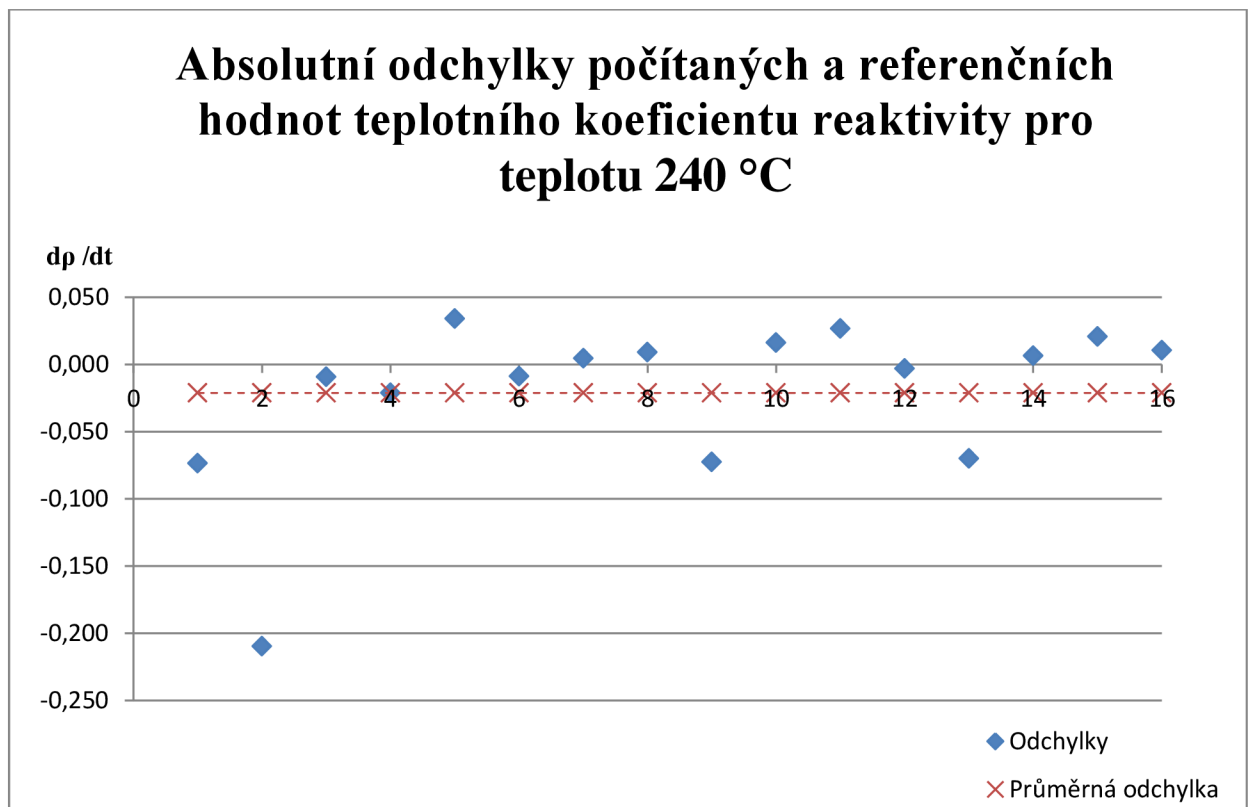 Absolutní odchylky počítaných a referenčních
hodnot teplotního koeficientu reaktivity pro
teplotu 240 °C
dρ /dt
0,050
0,000
0 2 4 6 8 10 12 14 16
-0,050
-0,100
-0,150
-0,200
-0,250
Odchylky
Průměrná odchylka